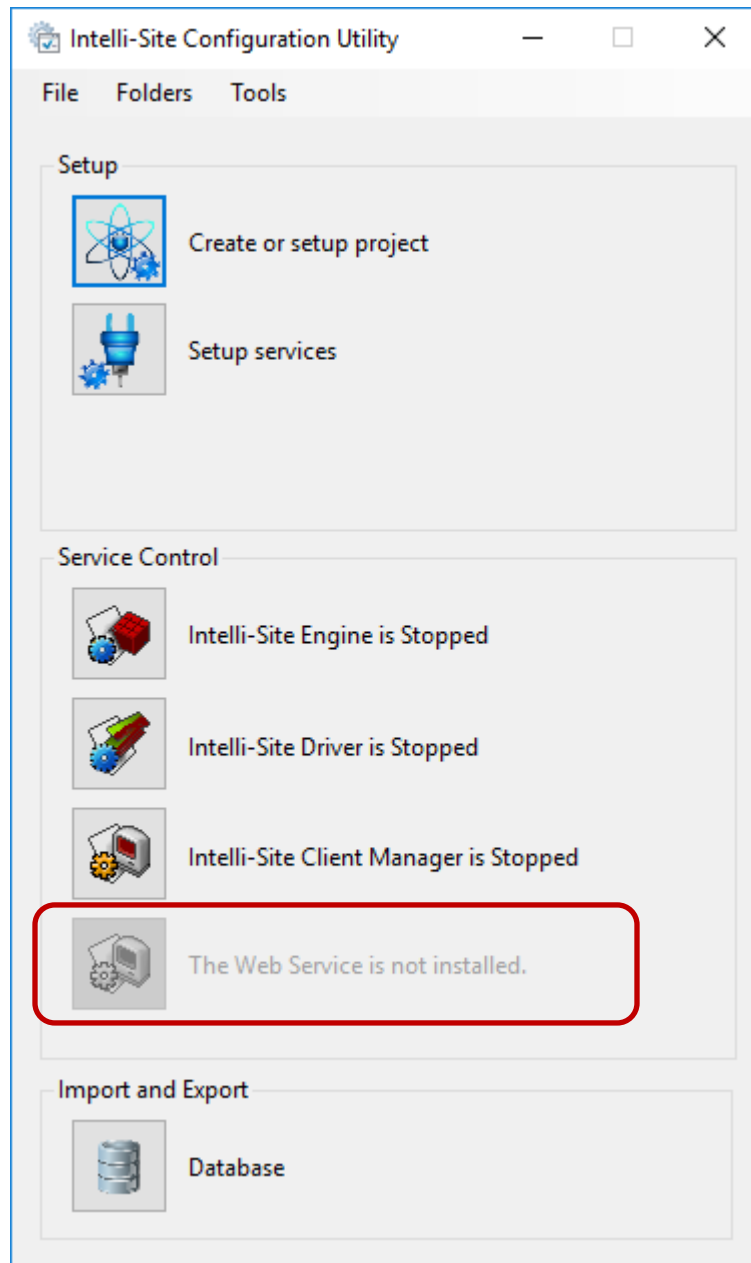 Intelli-Site Configuration Utility
File Folders Tools
Setup
Create or setup project
Setup services
Service Control
Intelli-Site Engine is Stopped
Intelli-Site Driver is Stopped
Intelli-Site Client Manager is Stopped
The Web Service is not installed.
Import and Export
Database